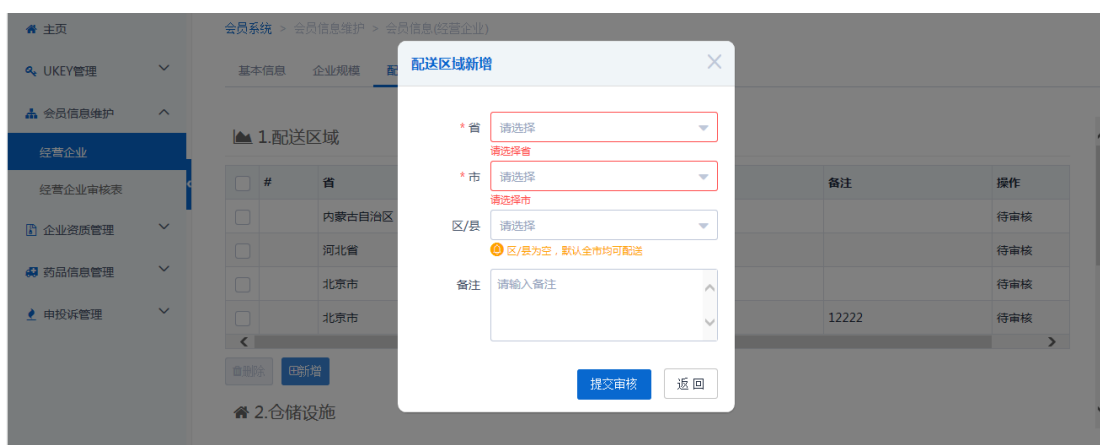 主页
UKEY管理
会员信息维护
经营企业
经营企业审核表
企业资质管理
药品信息管理
申投诉管理
会员系统 > 会员信息维护 > 会员信息(经营企业)
基本信息 企业规模 配
1.配送区域
# 省 备注 操作
内蒙古自治区 待审核
河北省 待审核
北京市 待审核
北京市 12222 待审核
删除 新增
2.仓储设施
配送区域新增
* 省 请选择
请选择省
* 市 请选择
请选择市
区/县 请选择
区/县为空，默认全市均可配送
备注 请输入备注
提交审核 返 回